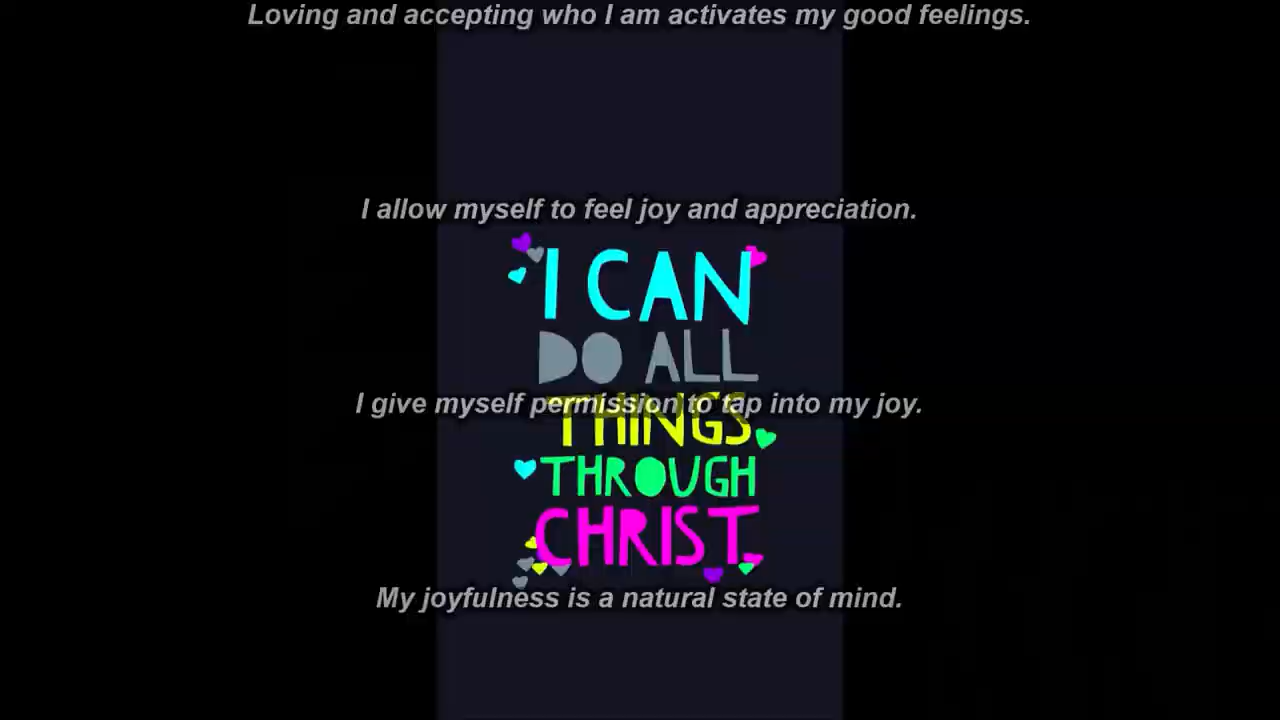 Loving and accepting who I am activates my good feelings.
I allow myself to feel joy and appreciation.
I CAN
DO ALL
THINGS
I give myself permission to tap into my joy.
THROUGH
CHRIST.
My joyfulness is a natural state of mind.